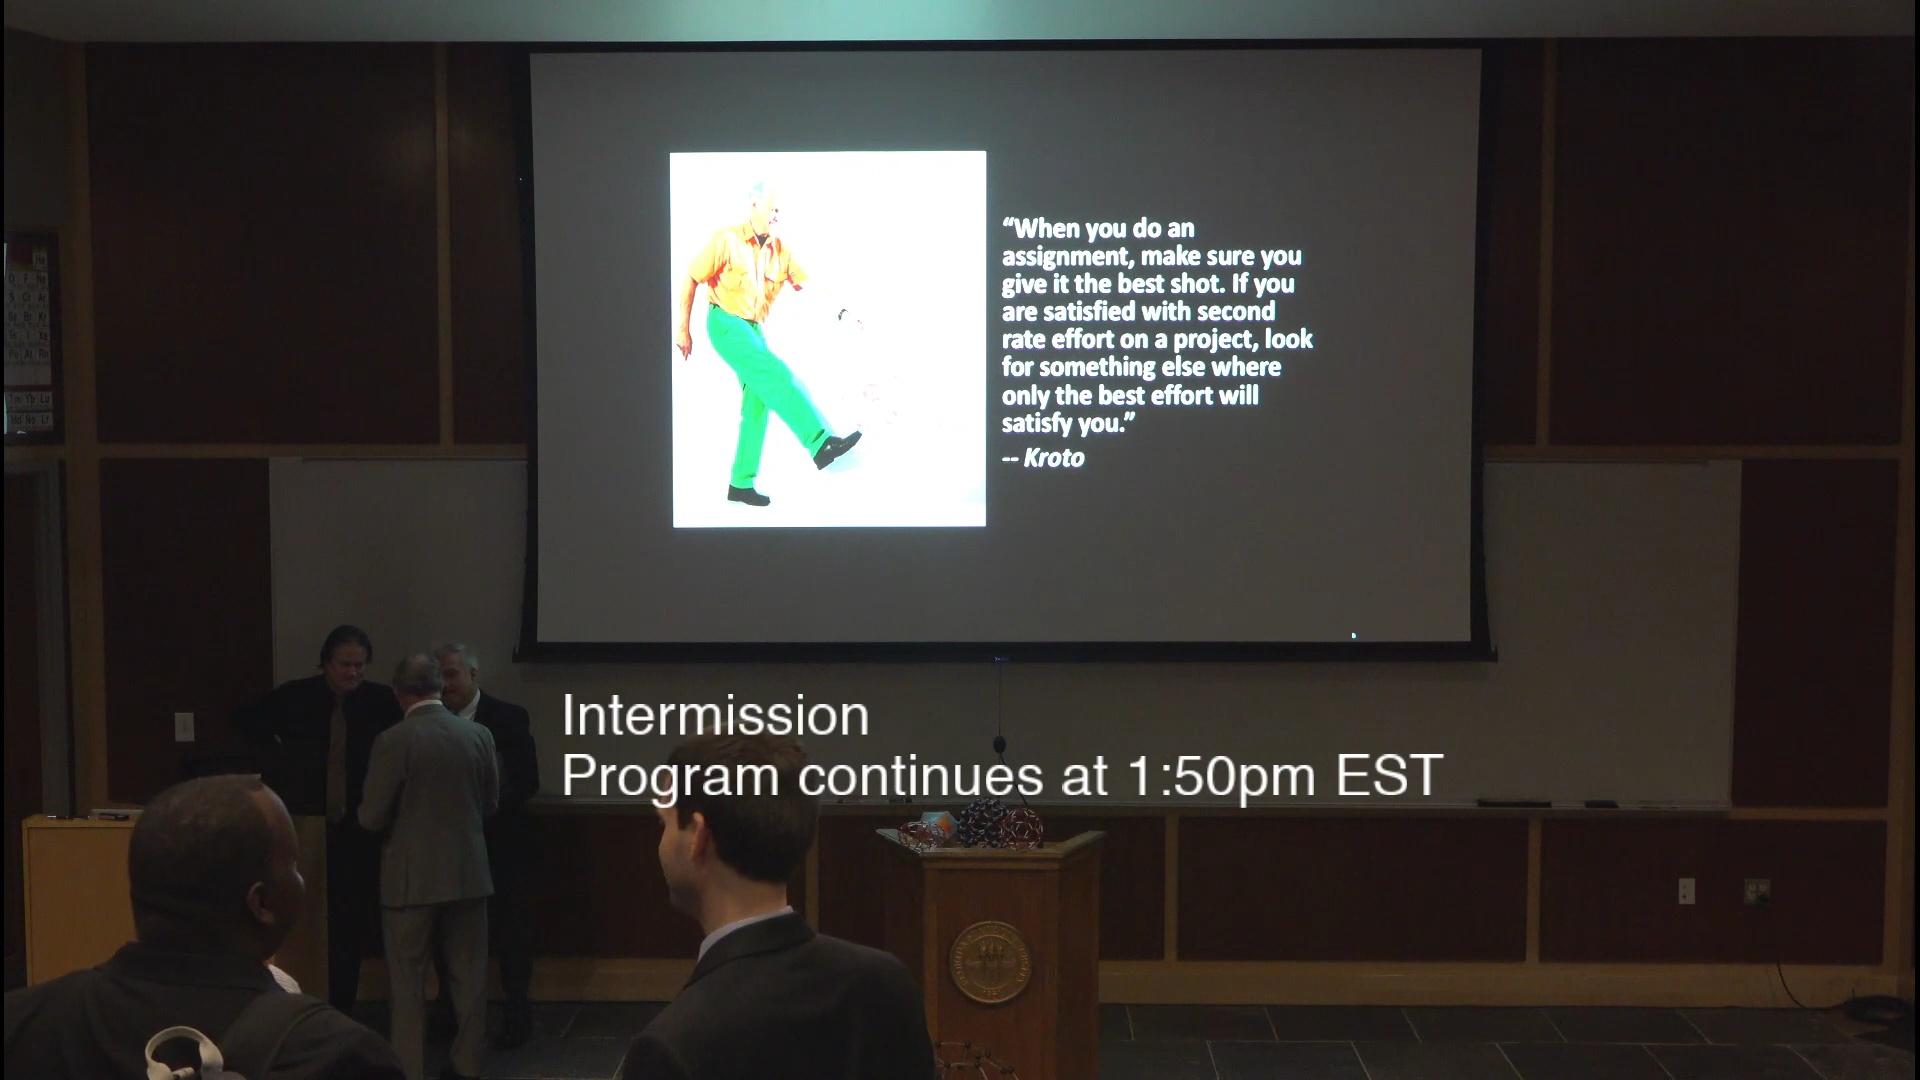 “When you do an
assignment, make sure you
give it the best shot. If you
are satisfied with second
rate effort on a project, look
for something else where
only the best effort will
satisfy you.”
-- Kroto
Intermission
Program continues at 1:50pm EST